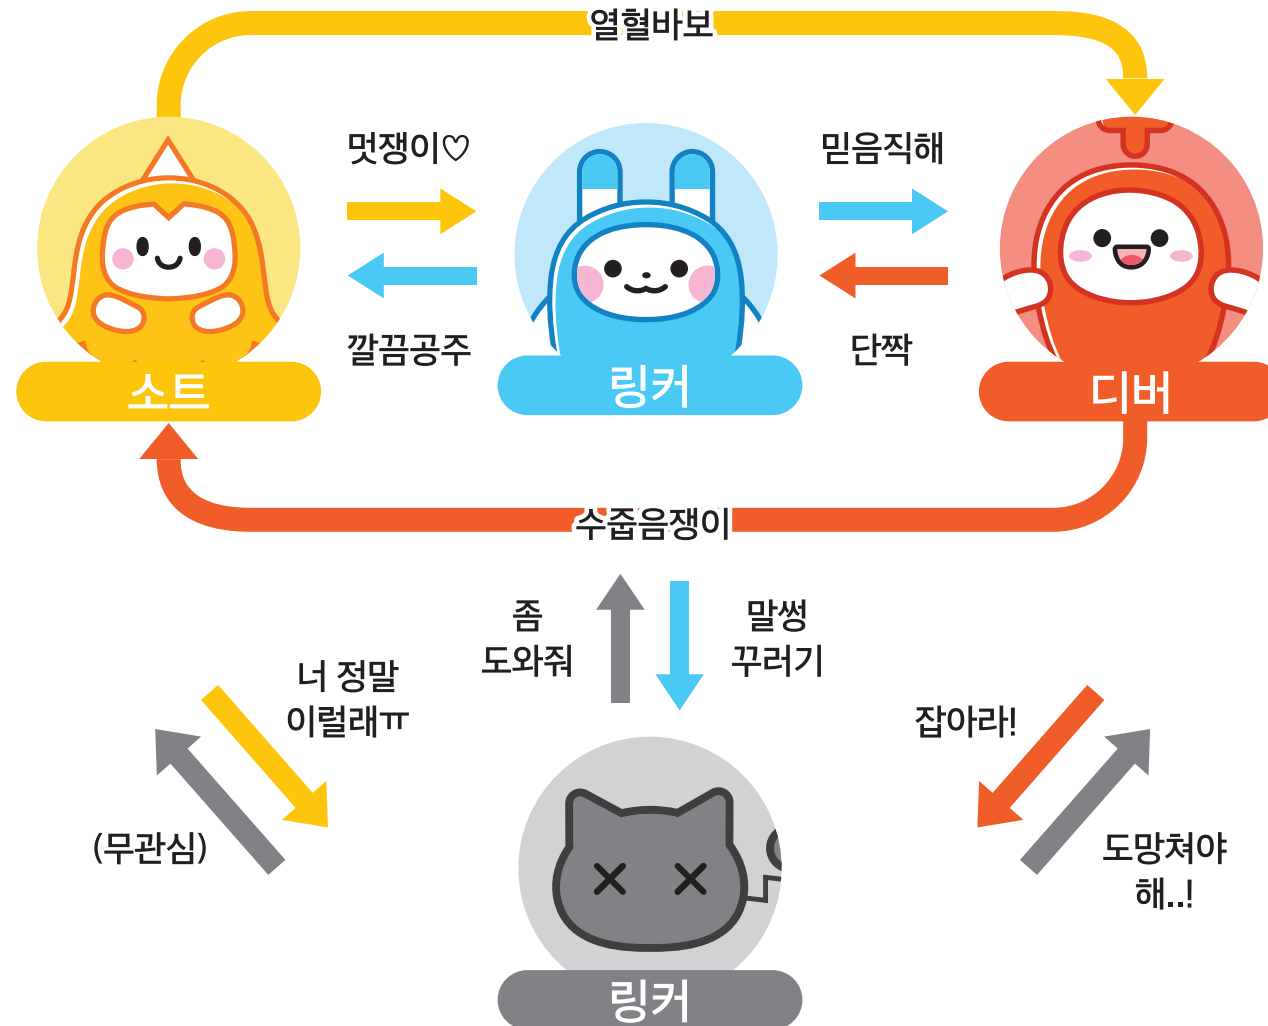 열혈바보
멋쟁이♡
믿음직해
깔끔공주
단짝
소트
링커
디버
수줍음쟁이
좀
도와줘
말썽
꾸러기
너 정말
이럴래ㅠ
잡아라!
(무관심)
도망쳐야
해..!
링커